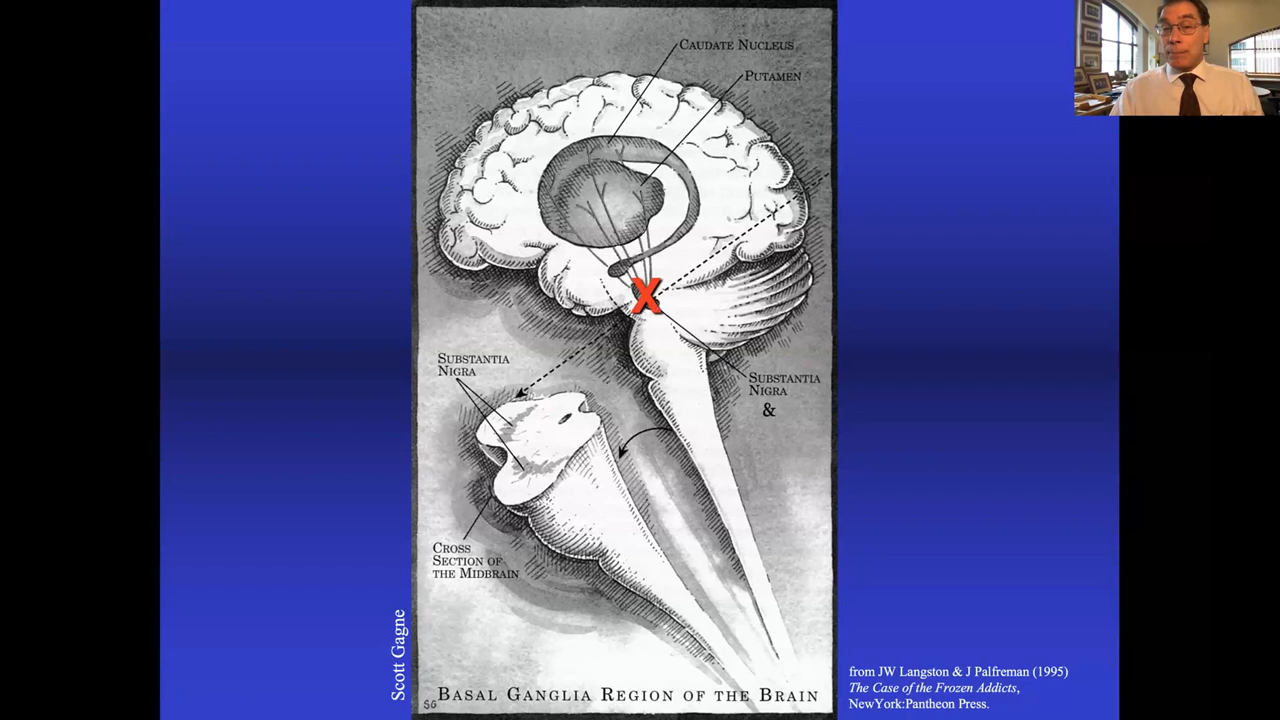 CAUDATE NUCLEUS
PUTAMEN
X
SUBSTANTIA
NIGRA
SUBSTANTIA
NIGRA
&
CROSS
SECTION OF
THE MIDBRAIN
Scott Gagne
SG
BASAL GANGLIA REGION OF THE BRAIN
from JW Langston & J Palfreman (1995)
The Case of the Frozen Addicts,
NewYork:Pantheon Press.